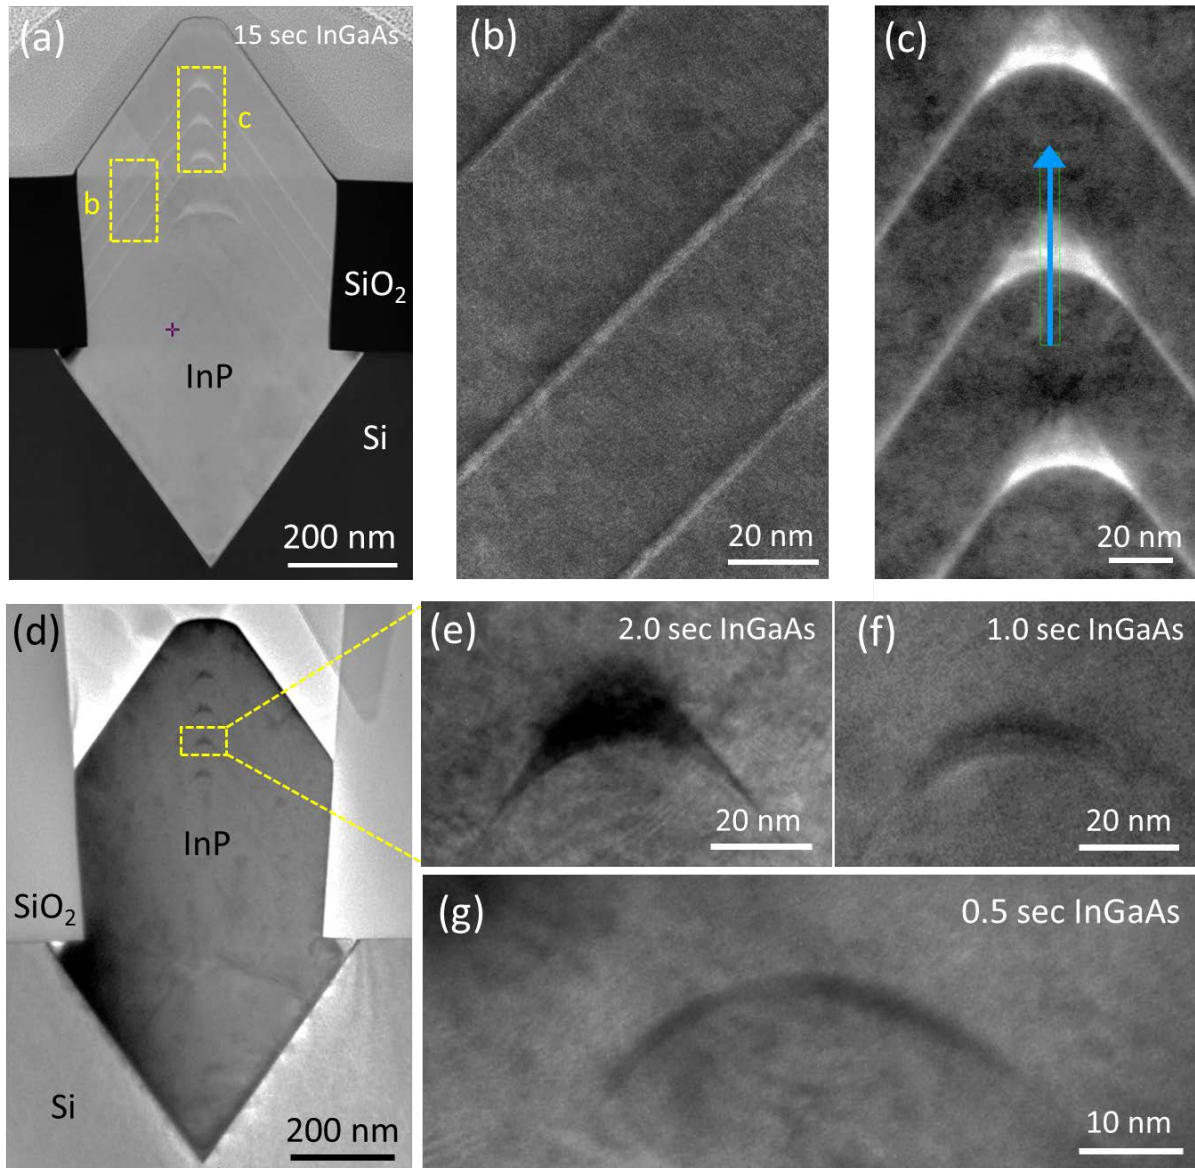 (a)
15 sec InGaAs
c
b
SiO₂
InP
Si
200 nm
(b)
20 nm
(c)
20 nm
(d)
InP
SiO₂
Si
200 nm
(e)
2.0 sec InGaAs
20 nm
(f)
1.0 sec InGaAs
20 nm
(g)
0.5 sec InGaAs
10 nm